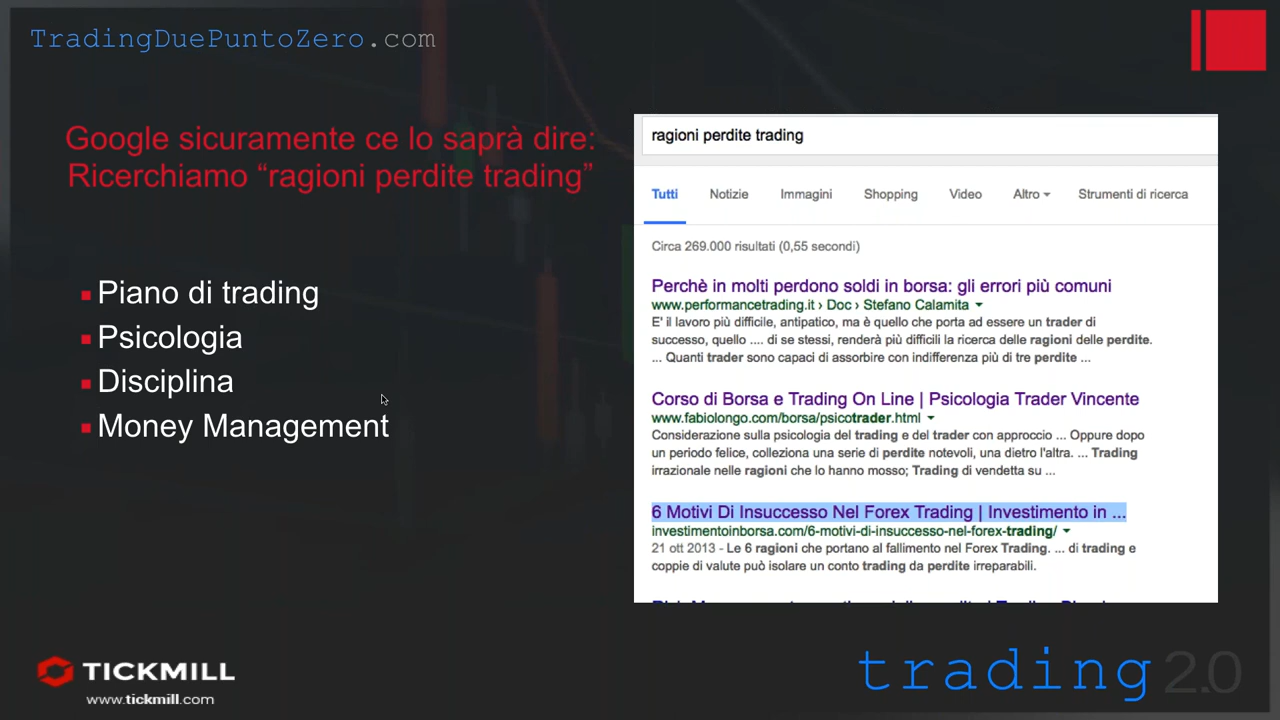 TradingDuePuntoZero.com
Google sicuramente ce lo saprà dire:
Ricerchiamo “ragioni perdite trading”
Piano di trading
Psicologia
Disciplina
Money Management
ragioni perdite trading
Tutti Notizie Immagini Shopping Video Altro Strumenti di ricerca
Circa 269.000 risultati (0,55 secondi)
Perchè in molti perdono soldi in borsa: gli errori più comuni
www.performancetrading.it › Doc › Stefano Calamita
E' il lavoro più difficile, antipatico, ma è quello che porta ad essere un trader di
successo, quello .... di se stessi, renderà più difficili la ricerca delle ragioni delle perdite.
... Quanti trader sono capaci di assorbire con indifferenza più di tre perdite ...
Corso di Borsa e Trading On Line | Psicologia Trader Vincente
www.fabiolongo.com/borsa/psicotrader.html
Considerazione sulla psicologia del trading e del trader con approccio ... Oppure dopo
un periodo felice, colleziona una serie di perdite notevoli, una dietro l'altra. ... Trading
irrazionale nelle ragioni che lo hanno mosso; Trading di vendetta su ...
6 Motivi Di Insuccesso Nel Forex Trading | Investimento in ...
investimentoinborsa.com/6-motivi-di-insuccesso-nel-forex-trading/
21 ott 2013 - Le 6 ragioni che portano al fallimento nel Forex Trading. ... di trading e
coppie di valute può isolare un conto trading da perdite irreparabili.
TICKMILL
www.tickmill.com
trading 2.0